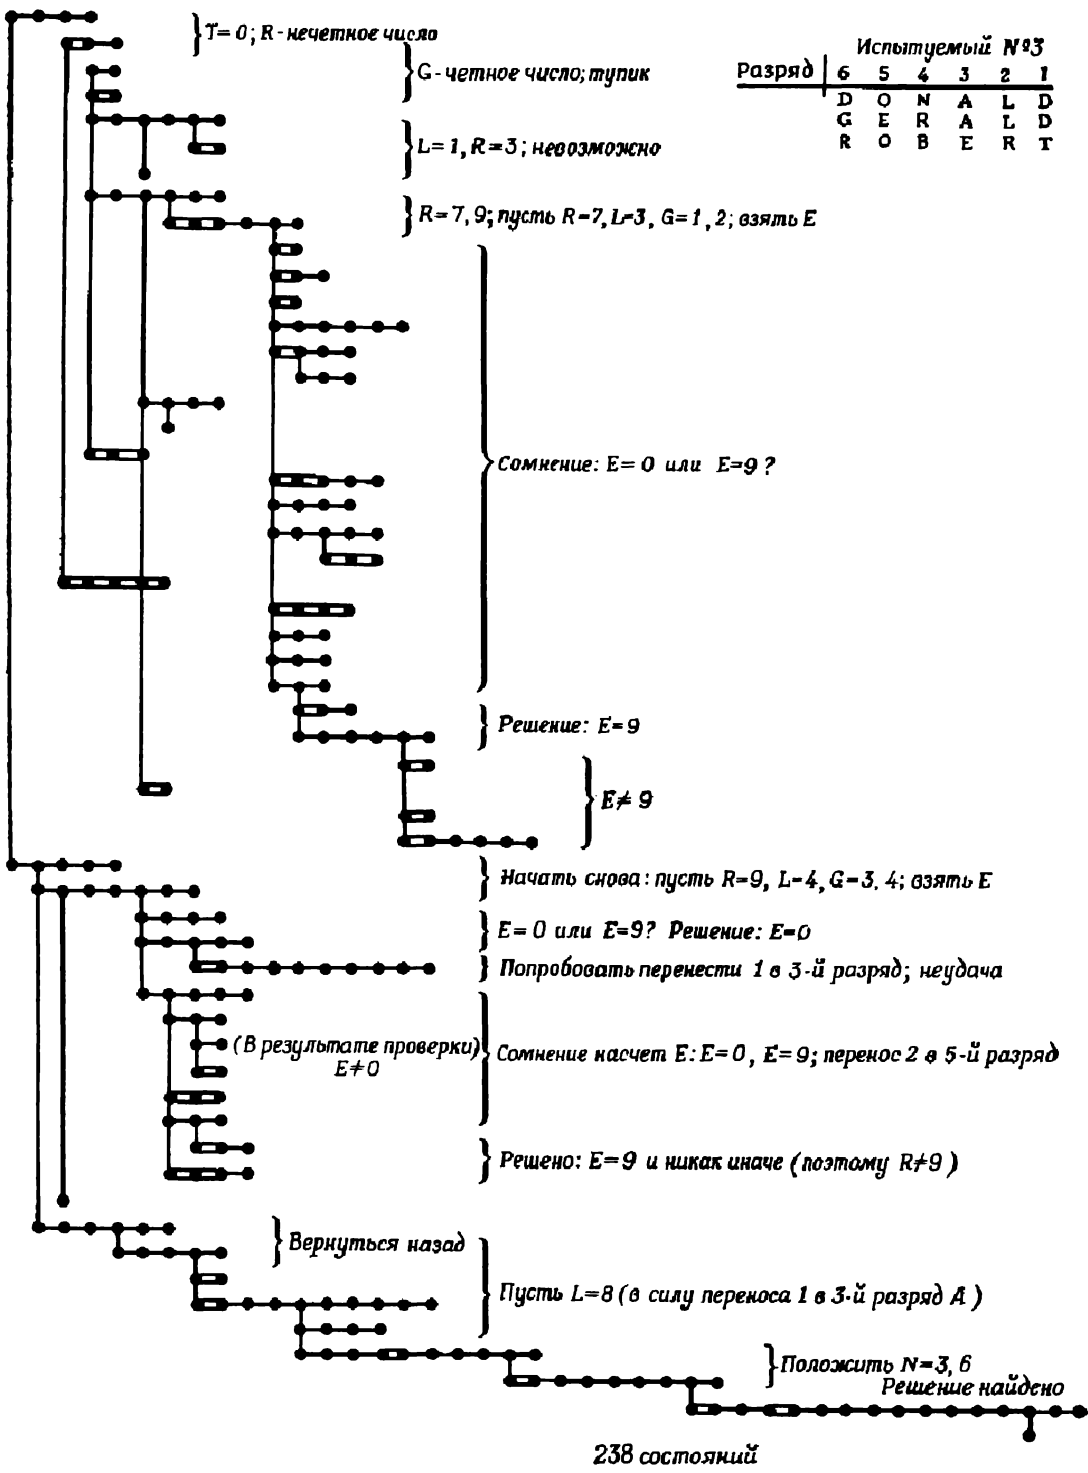 T=0; R-нечетное число
Испытуемый №3
Разряд 6 5 4 3 2 1
D O N A L D
G E R A L D
R O B E R T
G-четное число; тупик
L=1, R=3; невозможно
R=7, 9; пусть R=7, L=3, G=1, 2; взять E
Сомнение: E=0 или E=9?
Решение: E=9
E≠9
Начать снова: пусть R=9, L=4, G=3, 4; взять E
E=0 или E=9? Решение: E=0
Попробовать перенести 1 в 3-й разряд; неудача
(В результате проверки)
E≠0
Сомнение насчет E: E=0, E=9; перенос 2 в 5-й разряд
Решено: E=9 и никак иначе (поэтому R≠9)
Вернуться назад
Пусть L=8 (в силу переноса 1 в 3-й разряд A)
Положить N=3, 6
Решение найдено
238 состояний